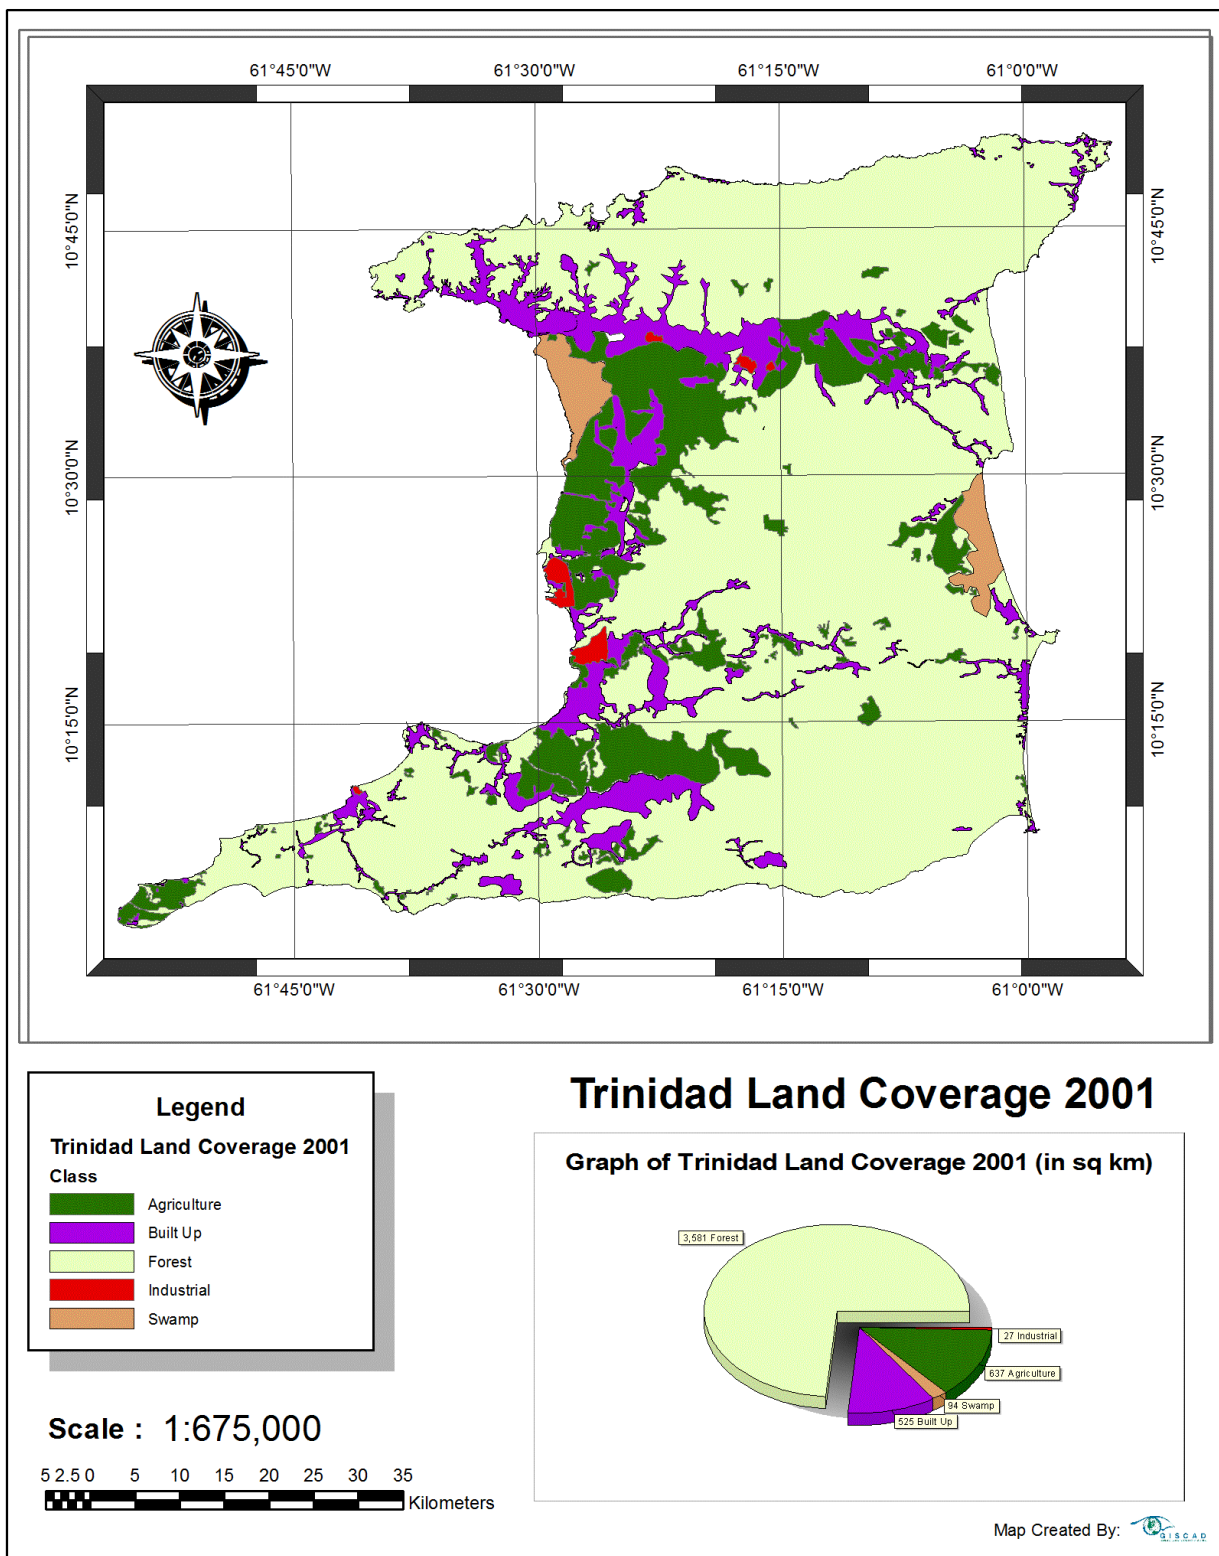 61°45'0"W 61°30'0"W 61°15'0"W 61°0'0"W
10°45'0"N 10°45'0"N
10°30'0"N 10°30'0"N
10°15'0"N 10°15'0"N
61°45'0"W 61°30'0"W 61°15'0"W 61°0'0"W
Legend
Trinidad Land Coverage 2001
Class
Agriculture
Built Up
Forest
Industrial
Swamp
Scale : 1:675,000
5 2.5 0 5 10 15 20 25 30 35
Kilometers
Trinidad Land Coverage 2001
Graph of Trinidad Land Coverage 2001 (in sq km)
3,581 Forest
27 Industrial
637 Agriculture
94 Swamp
525 Built Up
Map Created By:
GISCAD